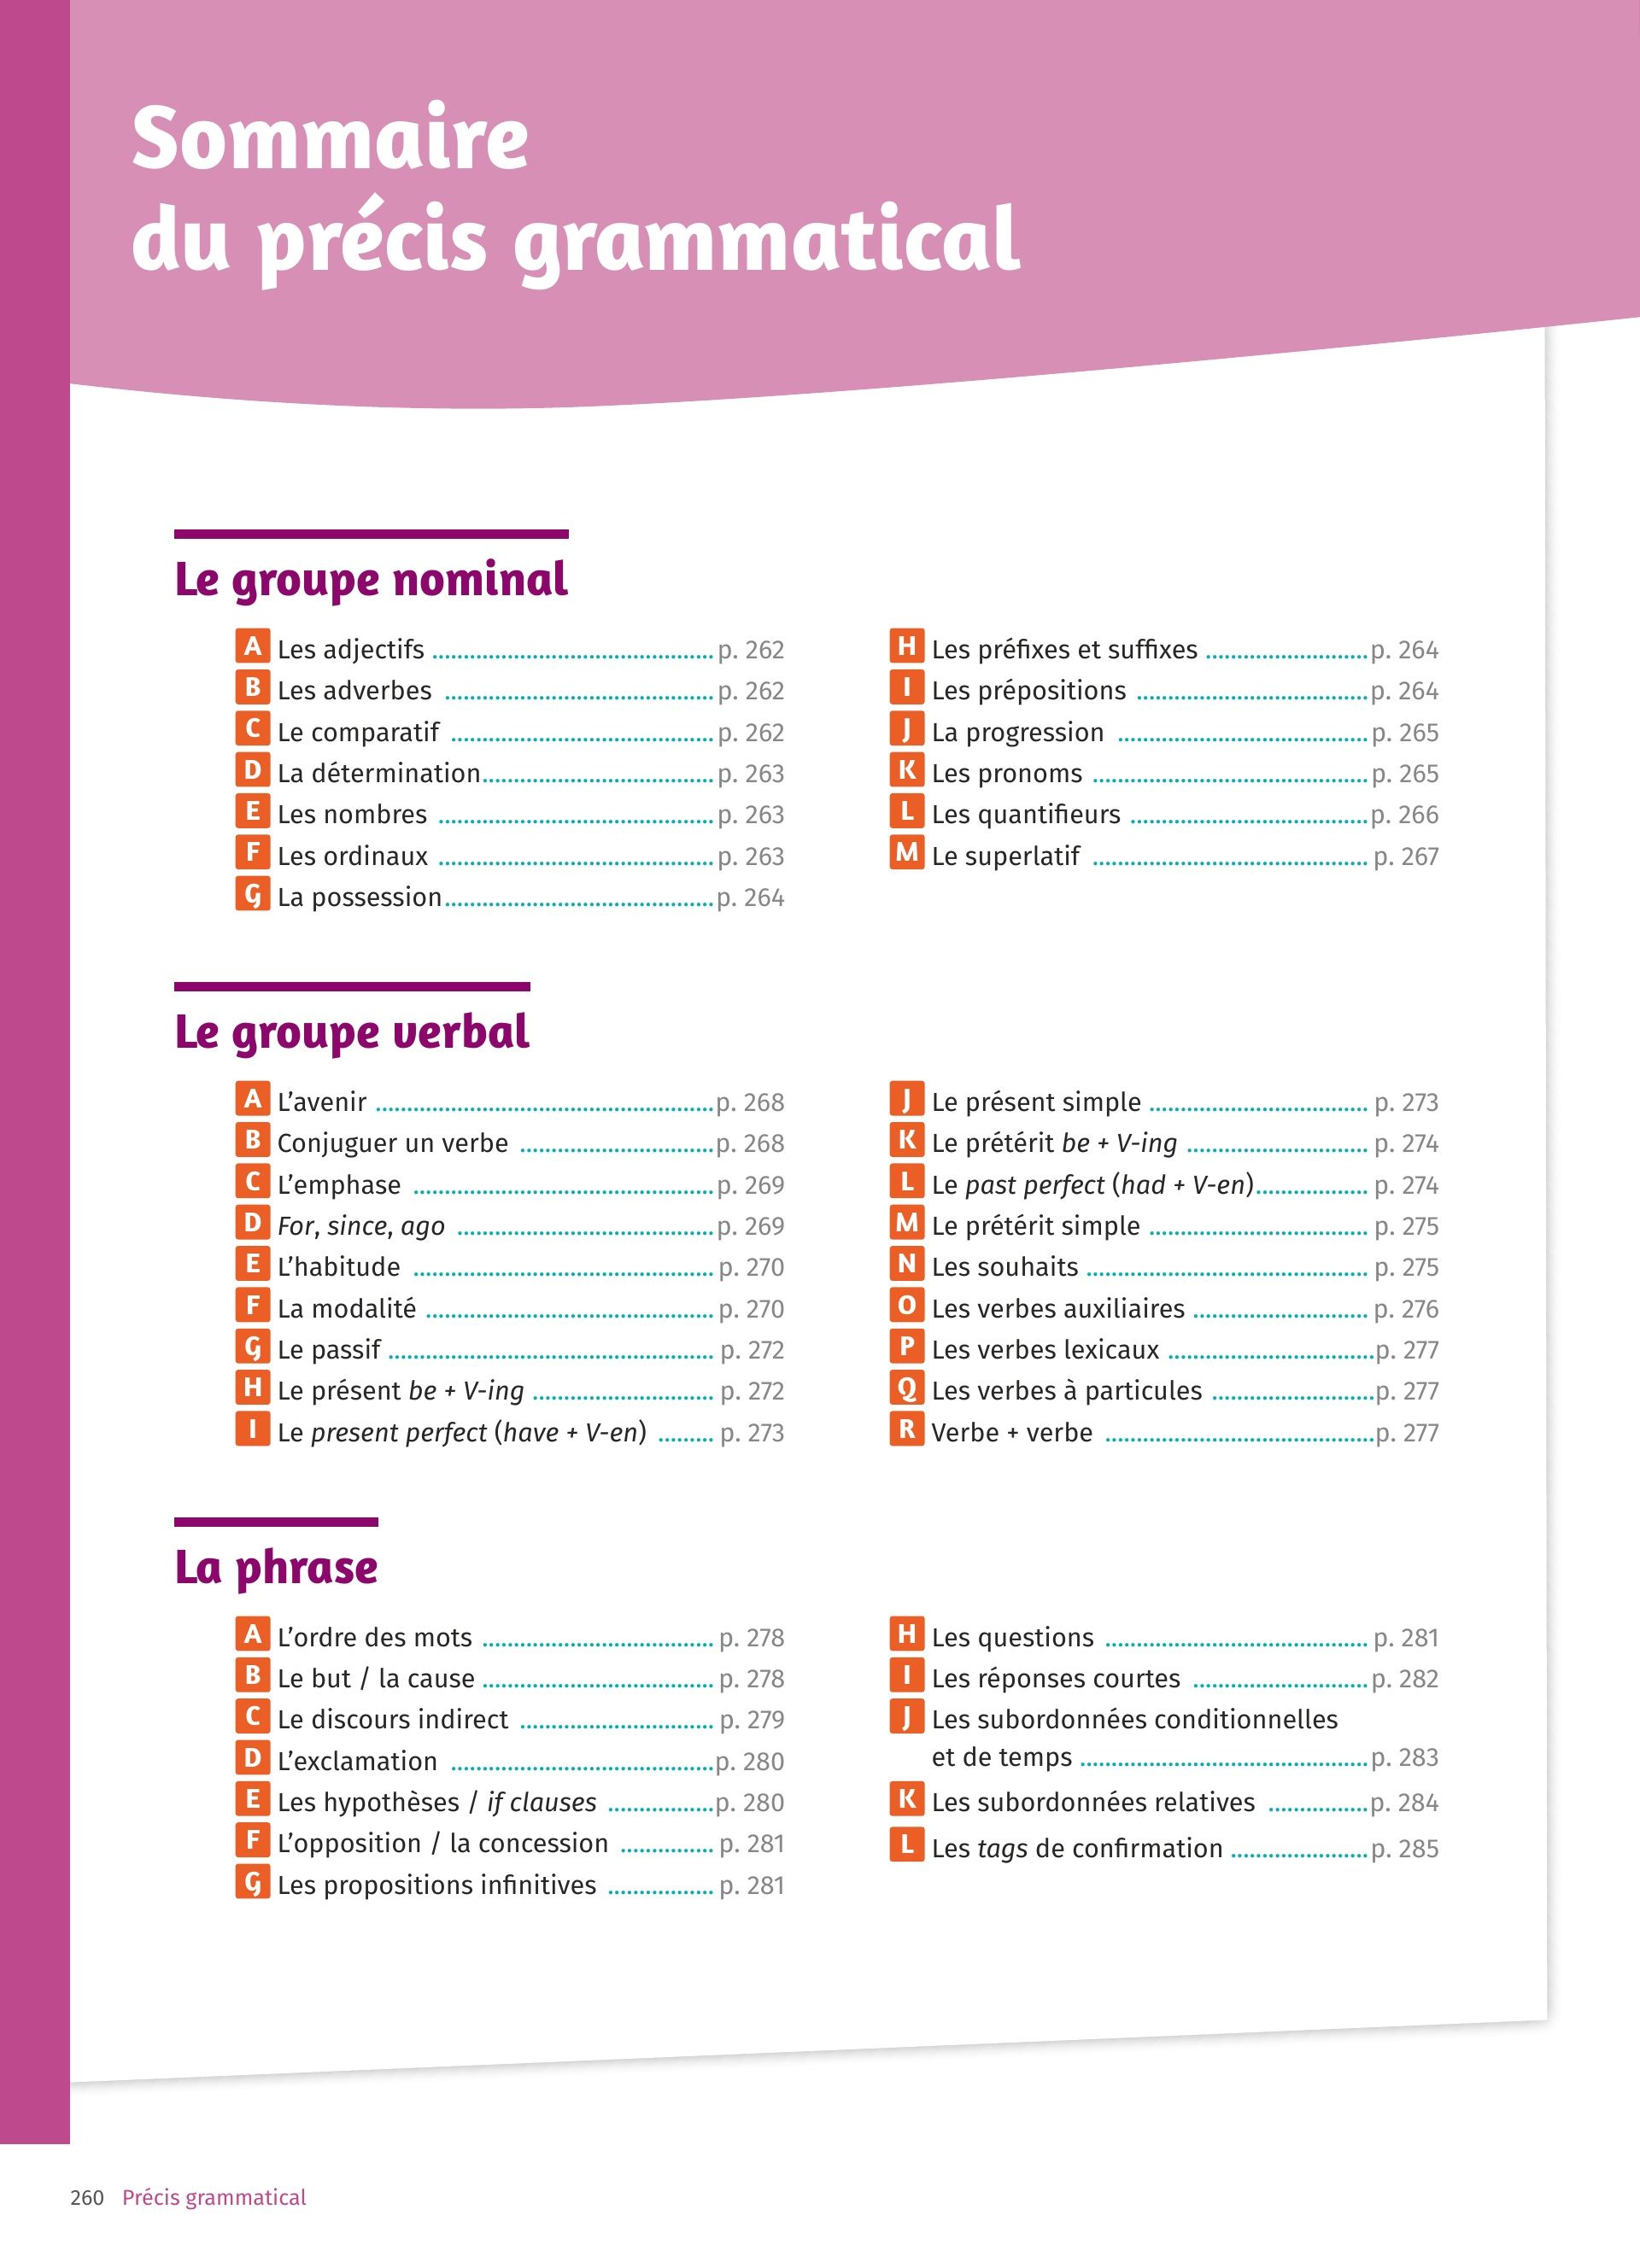 Sommaire
du précis grammatical
Le groupe nominal
A Les adjectifs ............................................. p. 262
B Les adverbes ........................................... p. 262
C Le comparatif .......................................... p. 262
D La détermination..................................... p. 263
E Les nombres ............................................ p. 263
F Les ordinaux ............................................ p. 263
G La possession........................................... p. 264
H Les préfixes et suffixes .......................... p. 264
I Les prépositions ..................................... p. 264
J La progression ........................................ p. 265
K Les pronoms ............................................ p. 265
L Les quantifieurs ...................................... p. 266
M Le superlatif ............................................ p. 267
Le groupe verbal
A L’avenir ...................................................... p. 268
B Conjuguer un verbe ............................... p. 268
C L’emphase ................................................ p. 269
D For, since, ago ......................................... p. 269
E L’habitude ................................................ p. 270
F La modalité .............................................. p. 270
G Le passif .................................................... p. 272
H Le présent be + V-ing ............................. p. 272
I Le present perfect (have + V-en) ......... p. 273
J Le présent simple ................................... p. 273
K Le prétérit be + V-ing ............................. p. 274
L Le past perfect (had + V-en).................. p. 274
M Le prétérit simple ................................... p. 275
N Les souhaits ............................................. p. 275
O Les verbes auxiliaires ............................ p. 276
P Les verbes lexicaux ................................. p. 277
Q Les verbes à particules .......................... p. 277
R Verbe + verbe ........................................... p. 277
La phrase
A L’ordre des mots ..................................... p. 278
B Le but / la cause ..................................... p. 278
C Le discours indirect ............................... p. 279
D L’exclamation .......................................... p. 280
E Les hypothèses / if clauses ................. p. 280
F L’opposition / la concession ............... p. 281
G Les propositions infinitives ................. p. 281
H Les questions .......................................... p. 281
I Les réponses courtes ............................ p. 282
J Les subordonnées conditionnelles
et de temps .............................................. p. 283
K Les subordonnées relatives ................ p. 284
L Les tags de confirmation ...................... p. 285
260 Précis grammatical